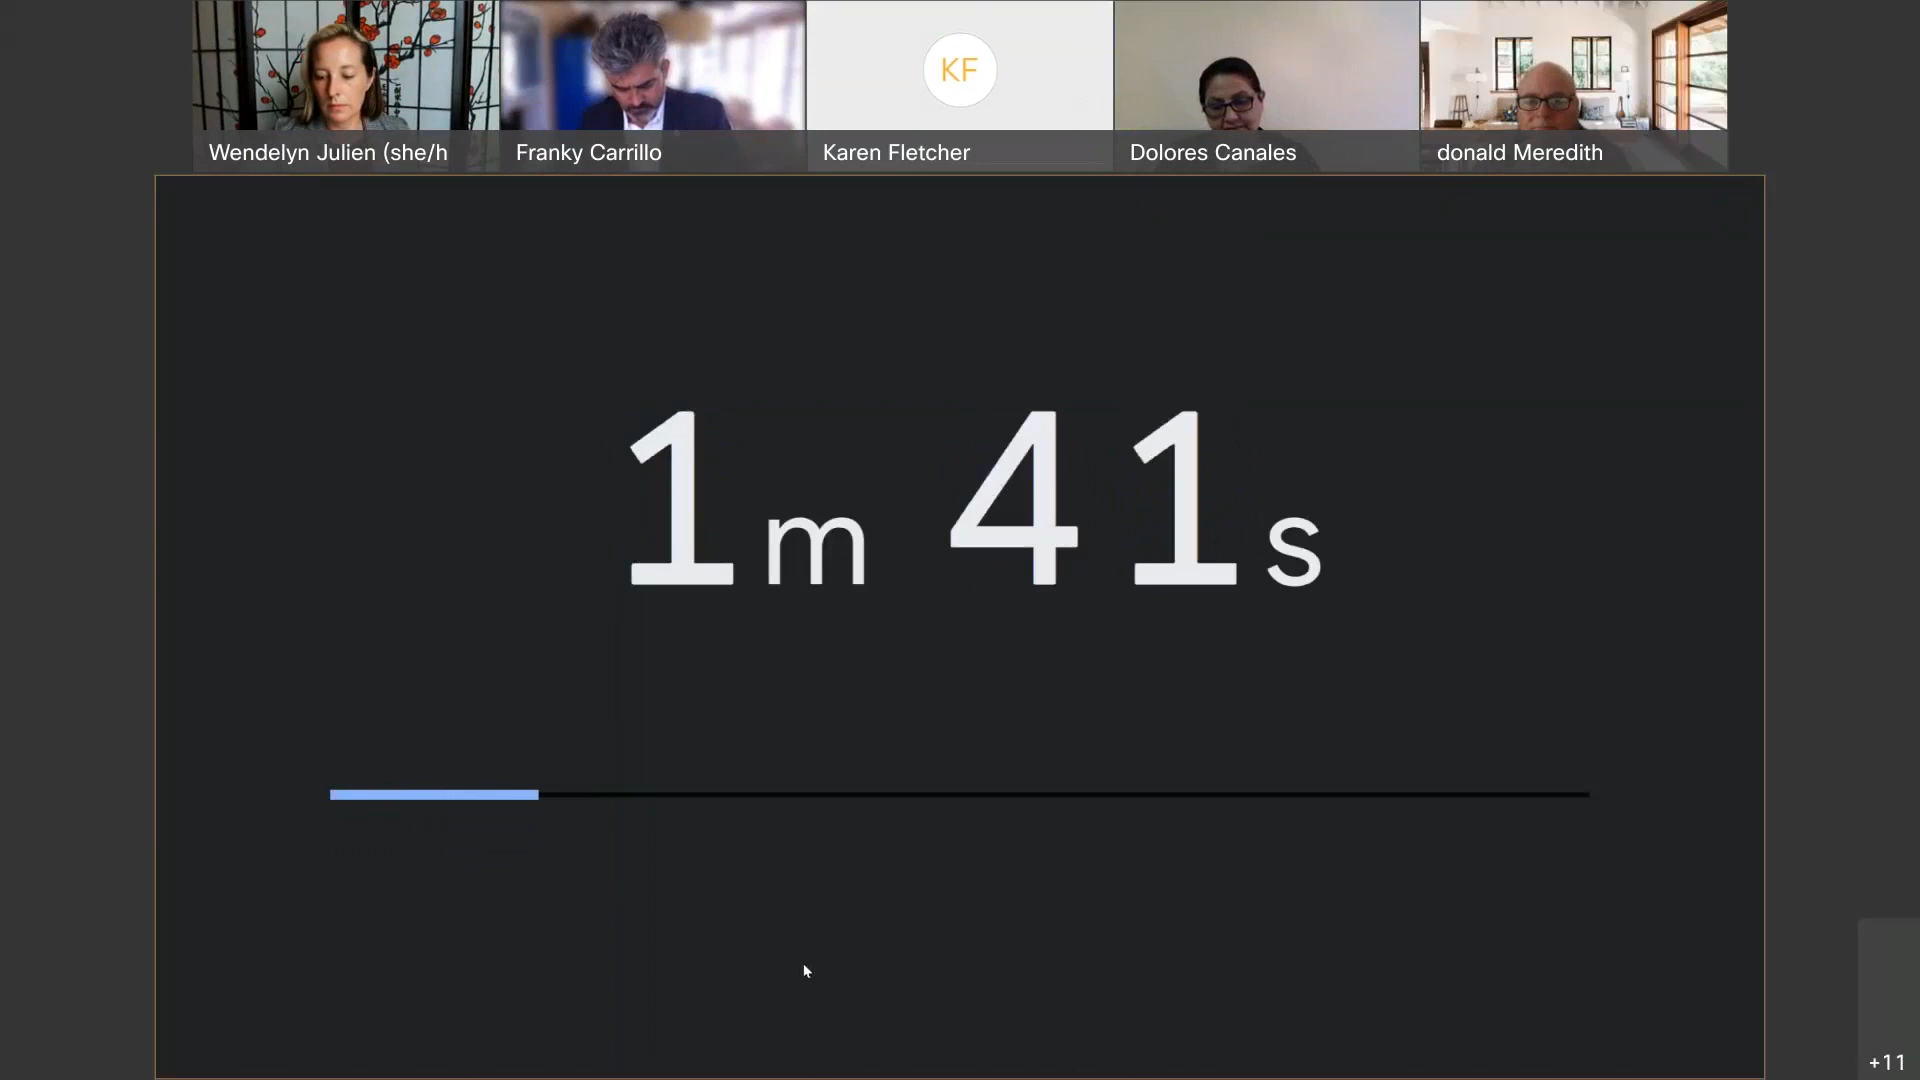 KF
Wendelyn Julien (she/h
Franky Carrillo
Karen Fletcher
Dolores Canales
donald Meredith
1m 41s
+11